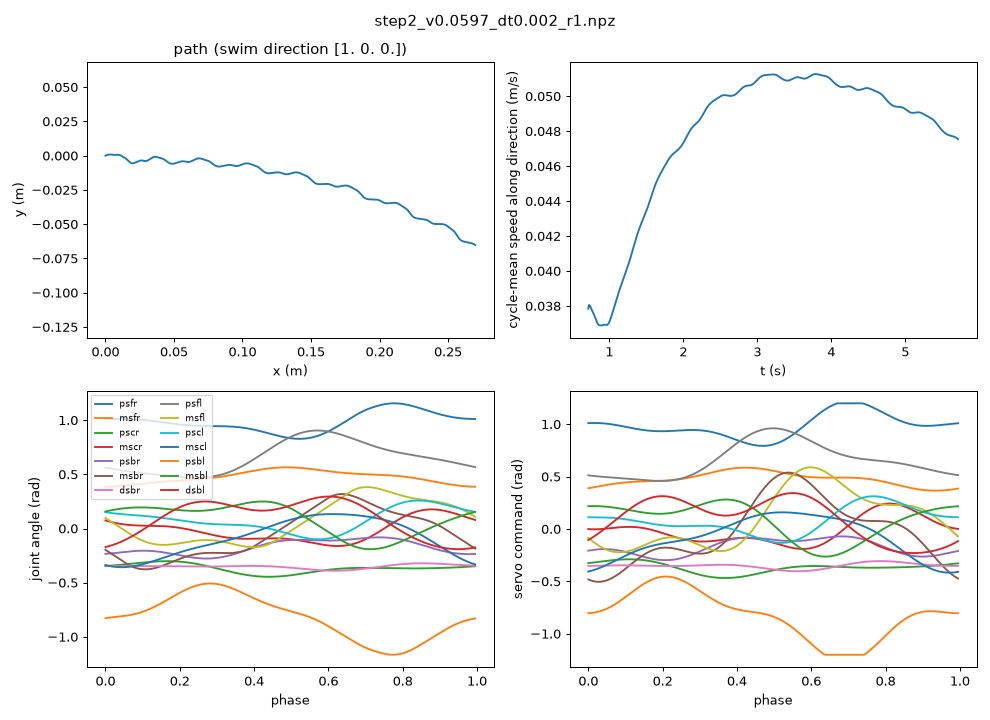 step2_v0.0597_dt0.002_r1.npz
path (swim direction [1. 0. 0.])
0.050
0.025
0.000
−0.025
−0.050
−0.075
−0.100
−0.125
y (m)
0.00 0.05 0.10 0.15 0.20 0.25
x (m)
0.050
0.048
0.046
0.044
0.042
0.040
0.038
cycle-mean speed along direction (m/s)
1 2 3 4 5
t (s)
1.0
0.5
0.0
−0.5
−1.0
joint angle (rad)
psfr psfl
msfr msfl
pscr pscl
mscr mscl
psbr psbl
msbr msbl
dsbr dsbl
0.0 0.2 0.4 0.6 0.8 1.0
phase
1.0
0.5
0.0
−0.5
−1.0
servo command (rad)
0.0 0.2 0.4 0.6 0.8 1.0
phase